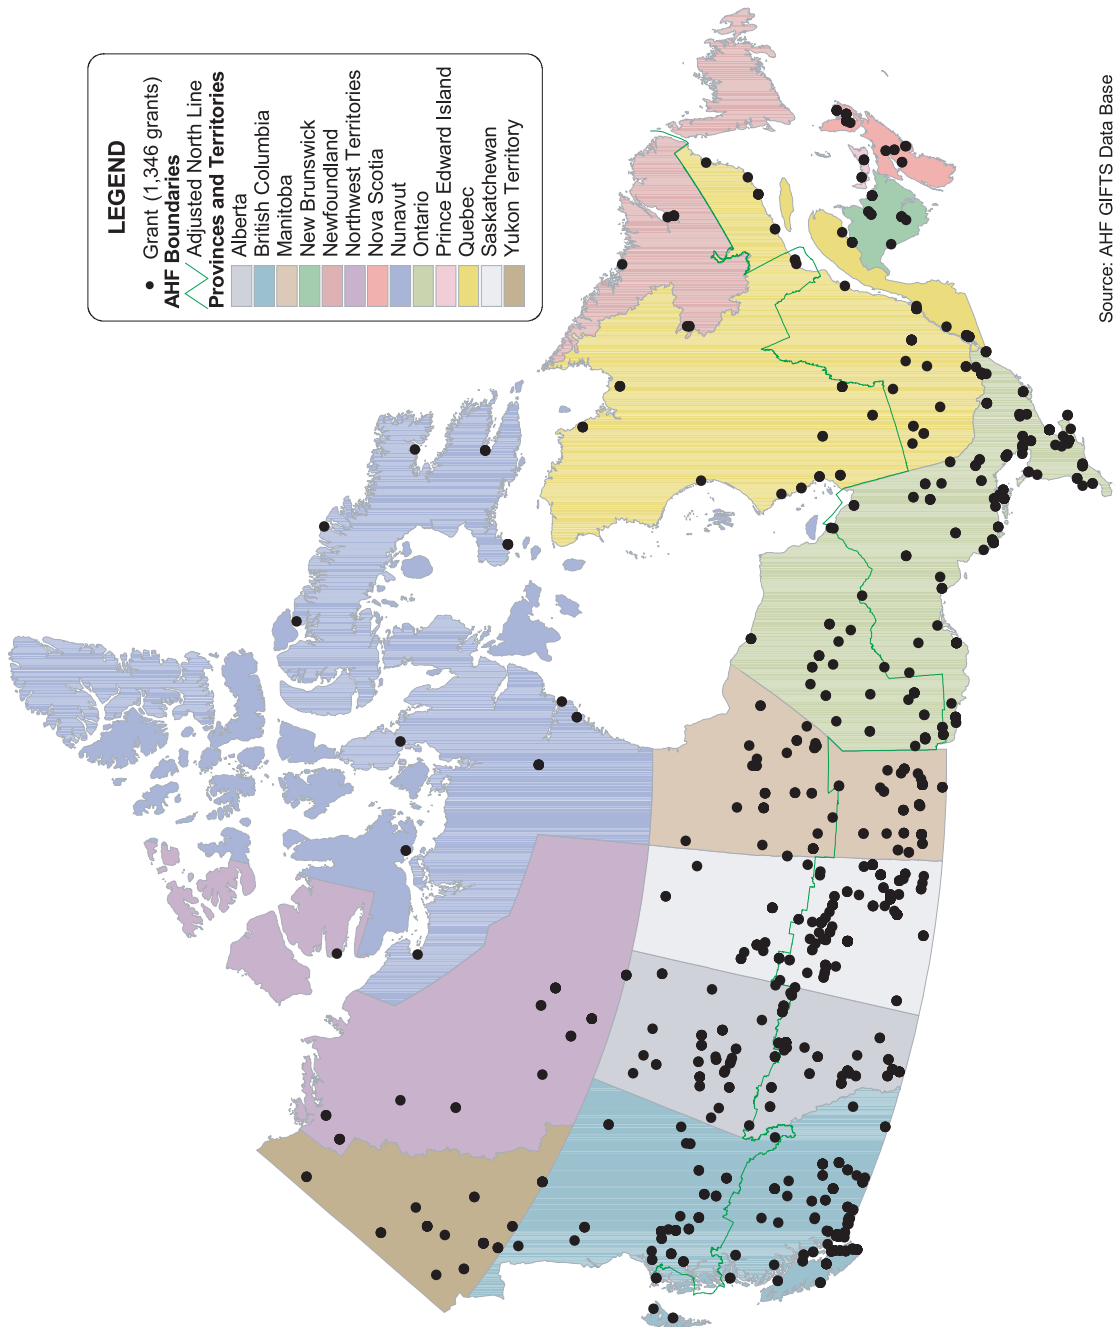 LEGEND
Grant (1,346 grants)
AHF Boundaries
Adjusted North Line
Provinces and Territories
Alberta
British Columbia
Manitoba
New Brunswick
Newfoundland
Northwest Territories
Nova Scotia
Nunavut
Ontario
Prince Edward Island
Quebec
Saskatchewan
Yukon Territory
Source: AHF GIFTS Data Base